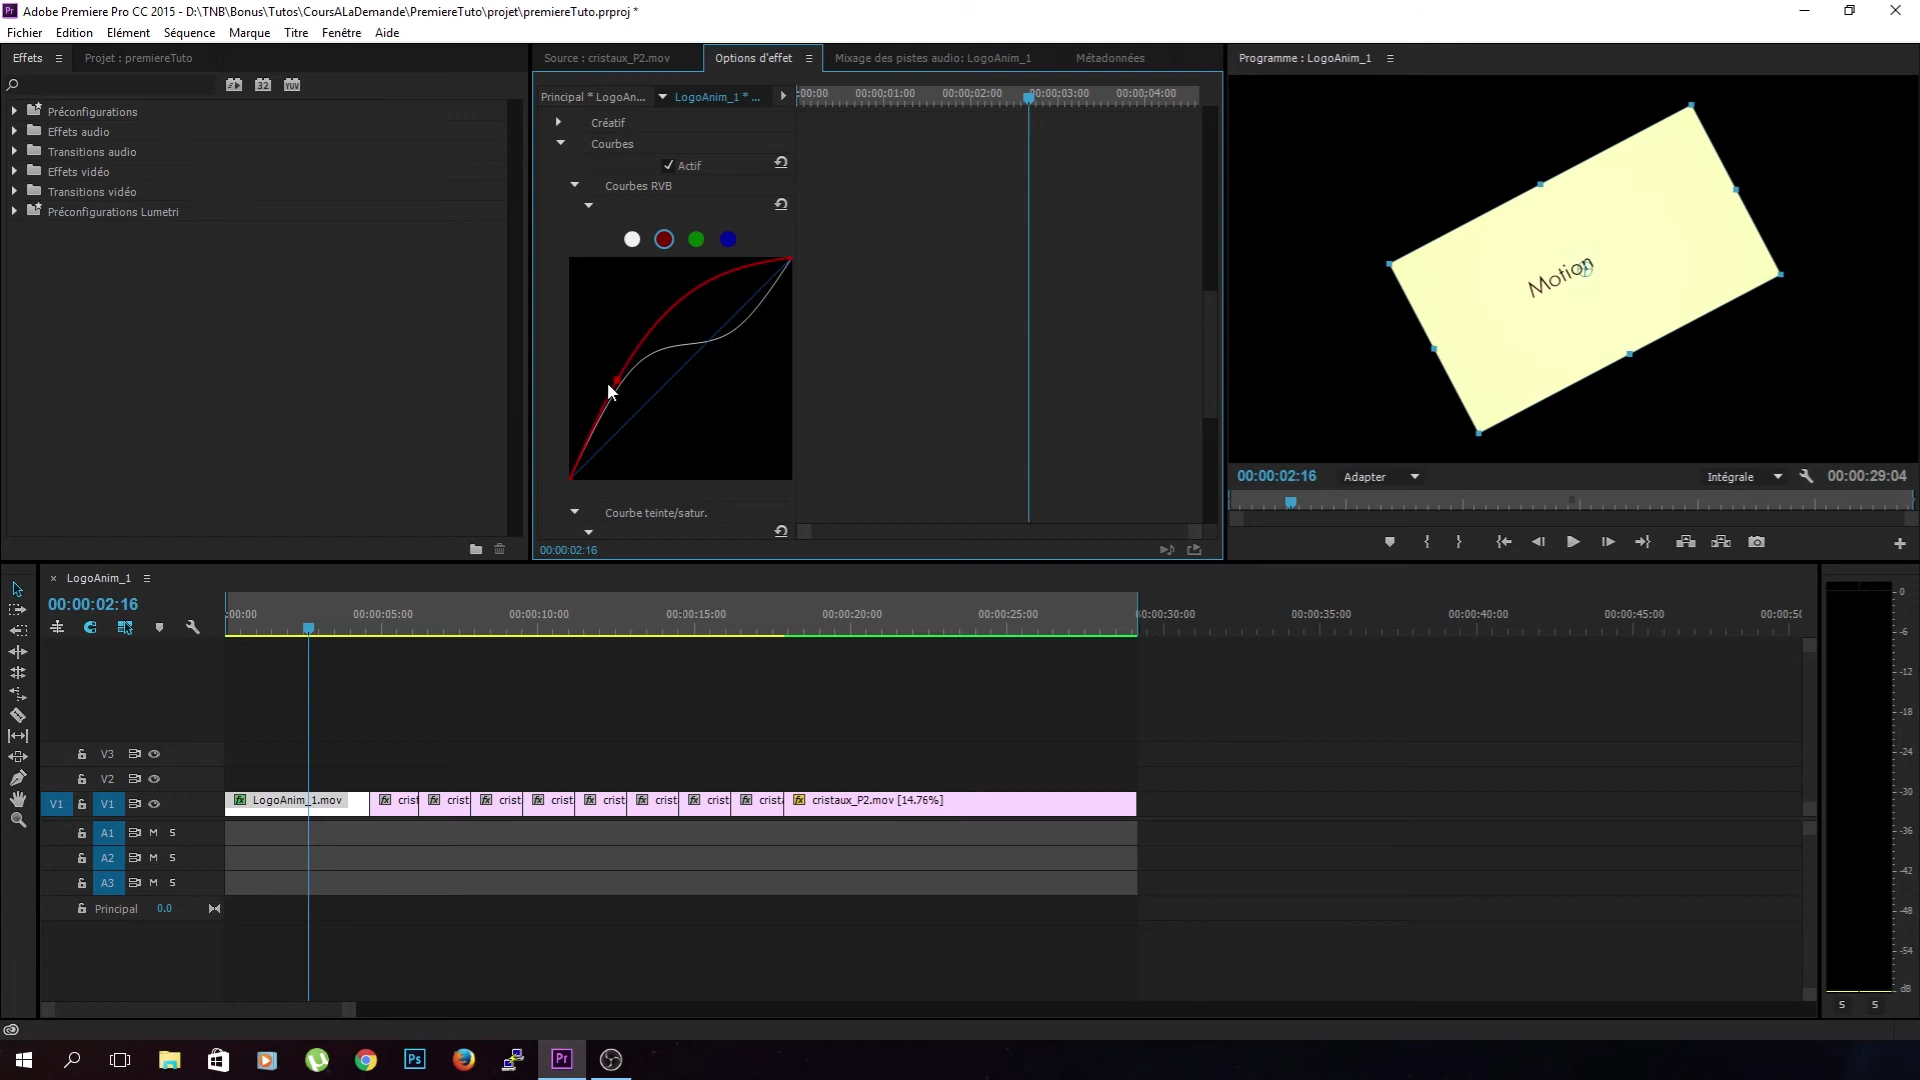 Adobe Premiere Pro CC 2015 - D:\TNB\Bonus\Tutos\CoursALaDemande\PremiereTuto\projet\premiereTuto.prproj *
Fichier Edition Elément Séquence Marque Titre Fenêtre Aide
Effets Projet : premiereTuto
Source : cristaux_P2.mov Options d'effet Mixage des pistes audio: LogoAnim_1 Métadonnées
Programme : LogoAnim_1
32 YUV
Préconfigurations
Effets audio
Transitions audio
Effets vidéo
Transitions vidéo
Préconfigurations Lumetri
Principal * LogoAn... LogoAnim_1 * ...
:00:00 00:00:01:00 00:00:02:00 00:00:03:00 00:00:04:00
Créatif
Courbes
Actif
Courbes RVB
Courbe teinte/satur.
00:00:02:16
Motion
00:00:02:16 Adapter Intégrale 00:00:29:04
LogoAnim_1
00:00:02:16
:00:00 00:00:05:00 00:00:10:00 00:00:15:00 00:00:20:00 00:00:25:00 00:00:30:00 00:00:35:00 00:00:40:00 00:00:45:00 00:00:50
V3
V2
V1 V1 LogoAnim_1.mov crist crist crist crist crist crist crist crista cristaux_P2.mov [14.76%]
A1 M S
A2 M S
A3 M S
Principal 0.0
0
-6
-12
-18
-24
-30
-36
-42
-48
-54
dB
S S
Ps Pr